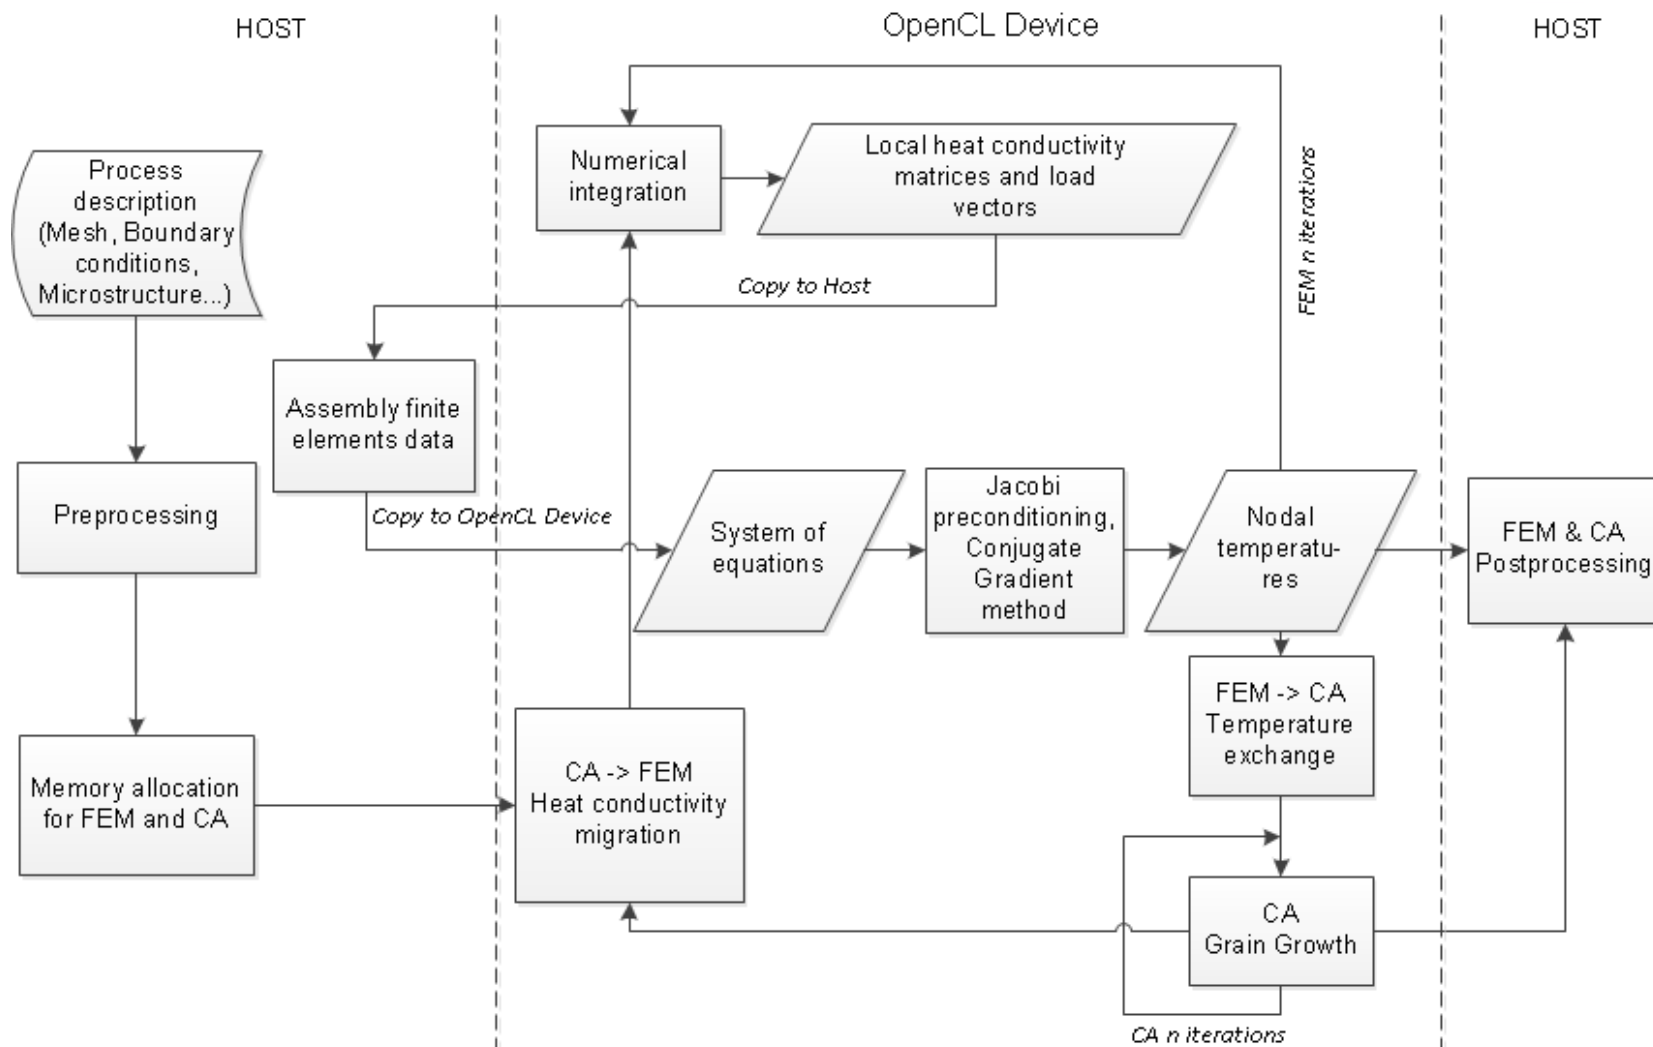 HOST
OpenCL Device
HOST
Process
description
(Mesh, Boundary
conditions,
Microstructure...)
Preprocessing
Memory allocation
for FEM and CA
Assembly finite
elements data
Copy to OpenCL Device
Copy to Host
Numerical
integration
Local heat conductivity
matrices and load
vectors
FEM n iterations
System of
equations
Jacobi
preconditioning,
Conjugate
Gradient
method
Nodal
temperatu-
res
FEM & CA
Postprocessing
CA -> FEM
Heat conductivity
migration
FEM -> CA
Temperature
exchange
CA
Grain Growth
CA n iterations